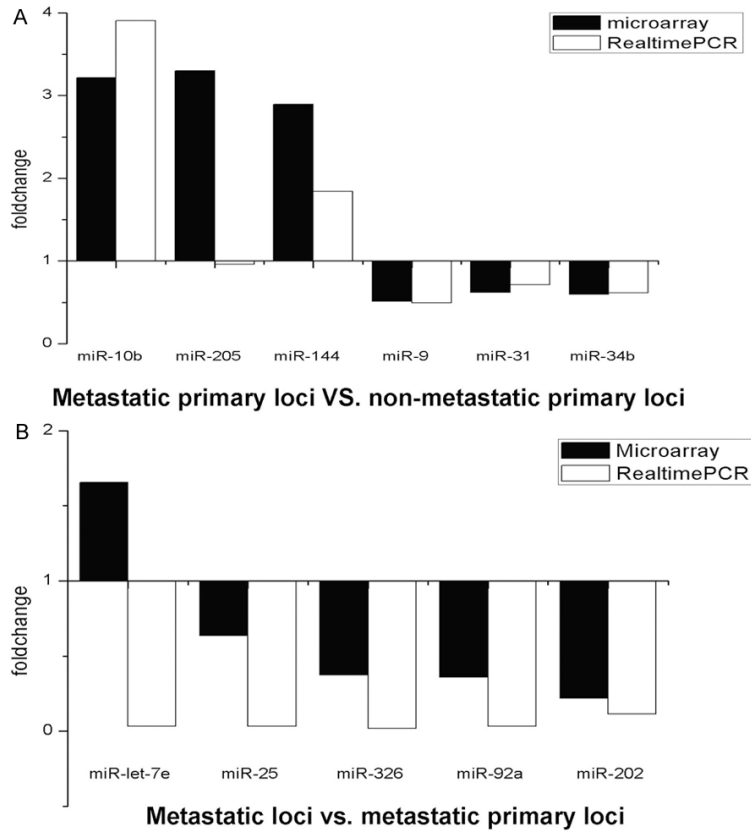 A
microarray
RealtimePCR
4
3
2
1
0
foldchange
miR-10b miR-205 miR-144 miR-9 miR-31 miR-34b
Metastatic primary loci VS. non-metastatic primary loci
B
Microarray
RealtimePCR
2
1
0
foldchange
miR-let-7e miR-25 miR-326 miR-92a miR-202
Metastatic loci vs. metastatic primary loci